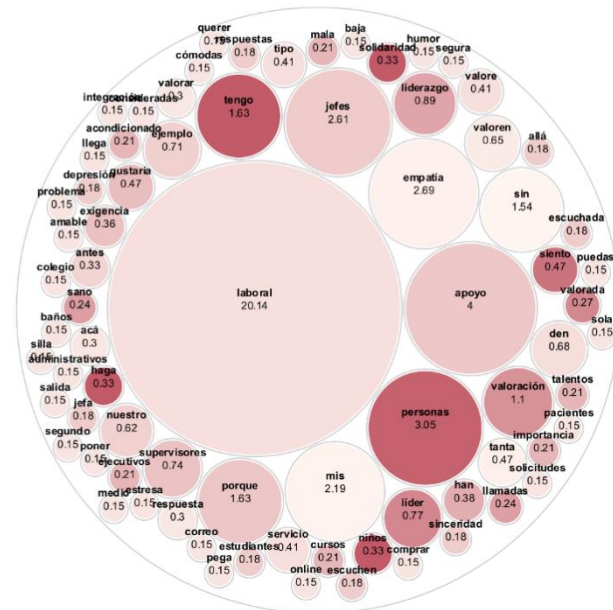 querer
0.15
respuestas
0.18
tipo
0.41
mala
0.21
baja
0.15
solidaridad
0.33
humor
0.15
segura
0.15
cómodas
0.15
valorar
0.3
tengo
1.63
jefes
2.61
liderazgo
0.89
valore
0.41
integración
0.15
0.15
acondicionado
0.21
ejemplo
0.71
valoren
0.65
allá
0.18
llega
0.15
gustaría
0.47
empatía
2.69
sin
1.54
depresión
0.18
problema
0.15
exigencia
0.36
amable
0.15
escuchada
0.18
antes
0.33
siento
0.47
puedas
0.15
colegio
0.15
sano
0.24
laboral
20.14
apoyo
4
valorada
0.27
sola
0.15
baños
0.15
acá
0.3
silla
0.15
den
0.68
administrativos
0.15
haga
0.33
salida
0.15
jefa
0.18
personas
3.05
valoración
1.1
talentos
0.21
pacientes
0.15
nuestro
0.62
segundo
0.15
poner
0.15
importancia
0.21
tanta
0.47
supervisores
0.74
ejecutivos
0.21
solicitudes
0.15
mis
2.19
porque
1.63
han
0.38
llamadas
0.24
medio
0.15
estresa
0.15
respuesta
0.3
líder
0.77
sinceridad
0.18
correo
0.15
servicio
0.41
estudiantes
0.18
pega
0.15
cursos
0.21
niños
0.33
comprar
0.15
online
0.15
escuchen
0.18